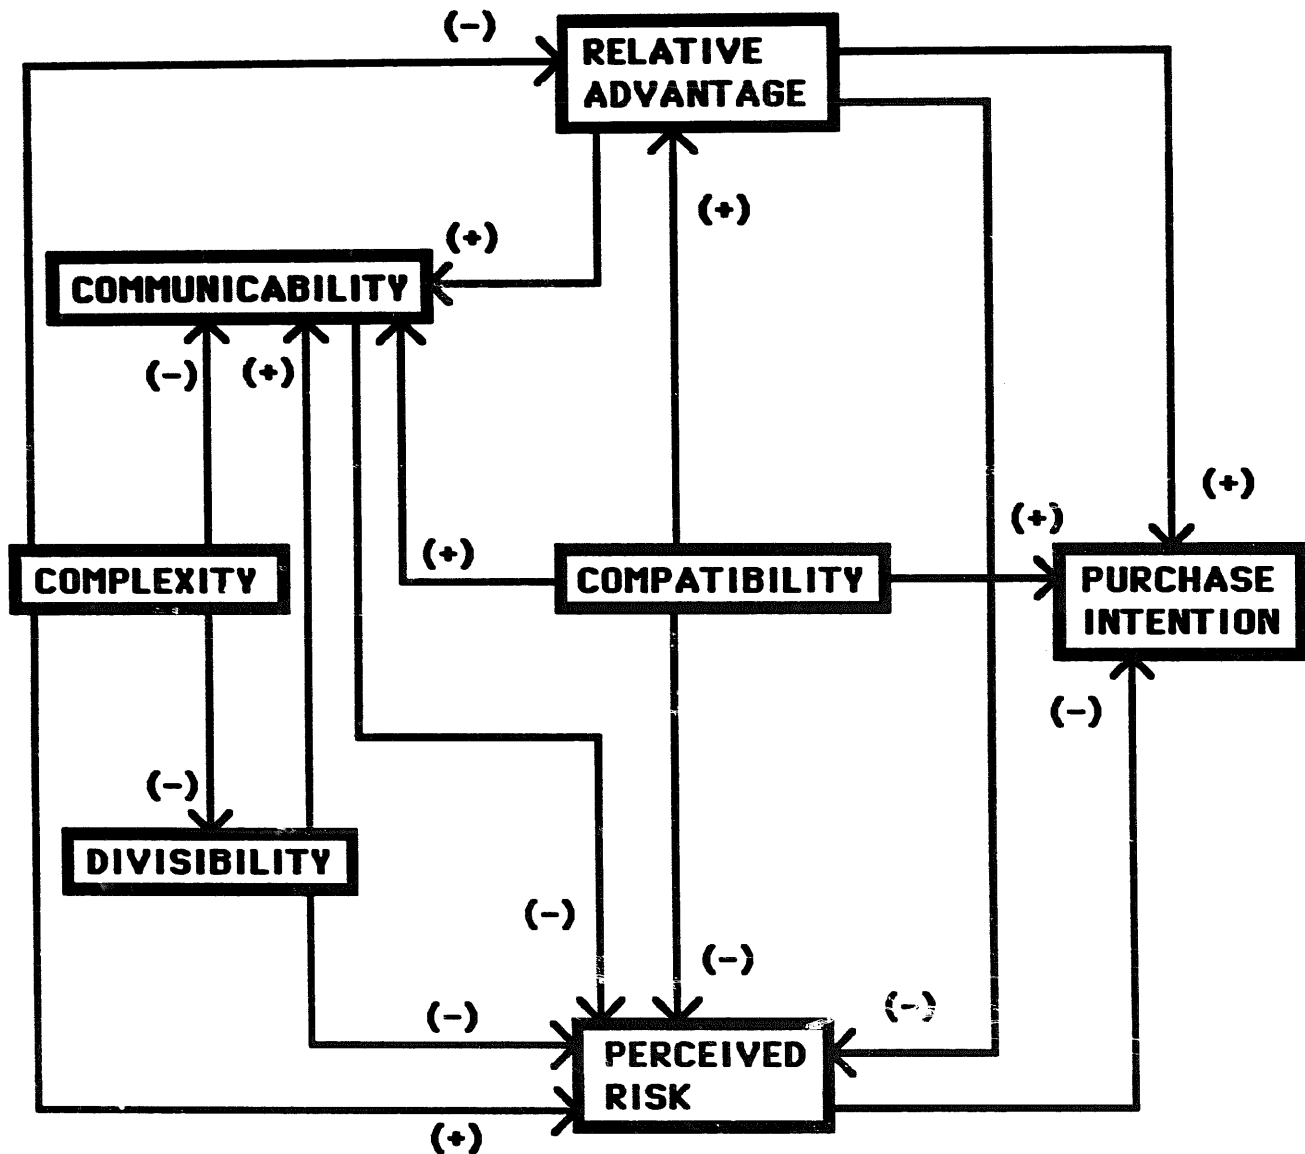 (-)
RELATIVE
ADVANTAGE
(+)
(+)
COMMUNICABILITY
(-)
(+)
(+)
(+)
(+)
COMPLEXITY
COMPATIBILITY
PURCHASE
INTENTION
(-)
(-)
DIVISIBILITY
(-)
(-)
(-)
(-)
PERCEIVED
RISK
(+)